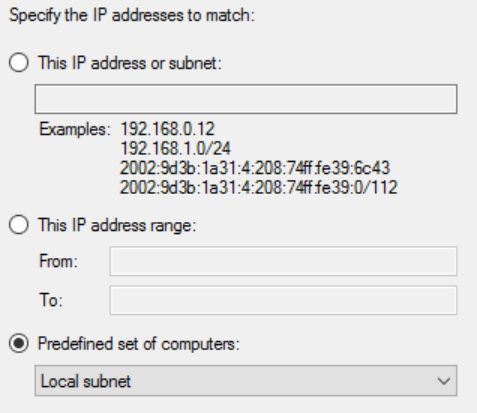 Specify the IP addresses to match:
This IP address or subnet:
Examples: 192.168.0.12
192.168.1.0/24
2002:9d3b:1a31:4:208:74ff:fe39:6c43
2002:9d3b:1a31:4:208:74ff:fe39:0/112
This IP address range:
From:
To:
Predefined set of computers:
Local subnet